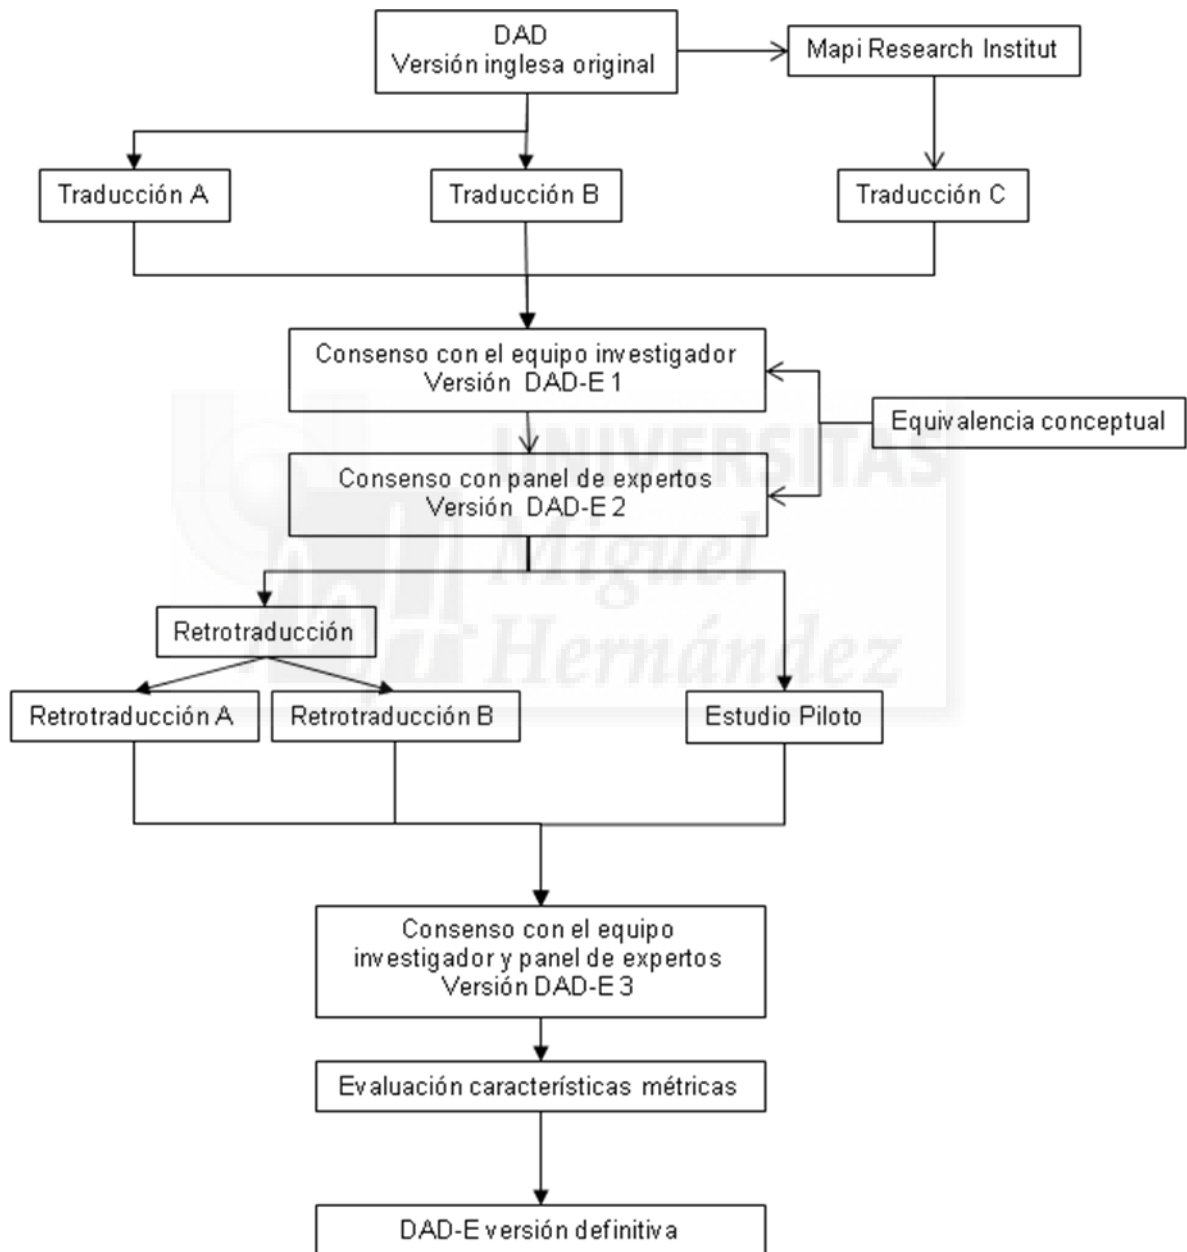 DAD
Versión inglesa original
Mapi Research Institut
Traducción A
Traducción B
Traducción C
Consenso con el equipo investigador
Versión DAD-E 1
Equivalencia conceptual
Consenso con panel de expertos
Versión DAD-E 2
UNIVERSITAS
Miguel
Hernández
Retrotraducción
Retrotraducción A
Retrotraducción B
Estudio Piloto
Consenso con el equipo
investigador y panel de expertos
Versión DAD-E 3
Evaluación características métricas
DAD-E versión definitiva